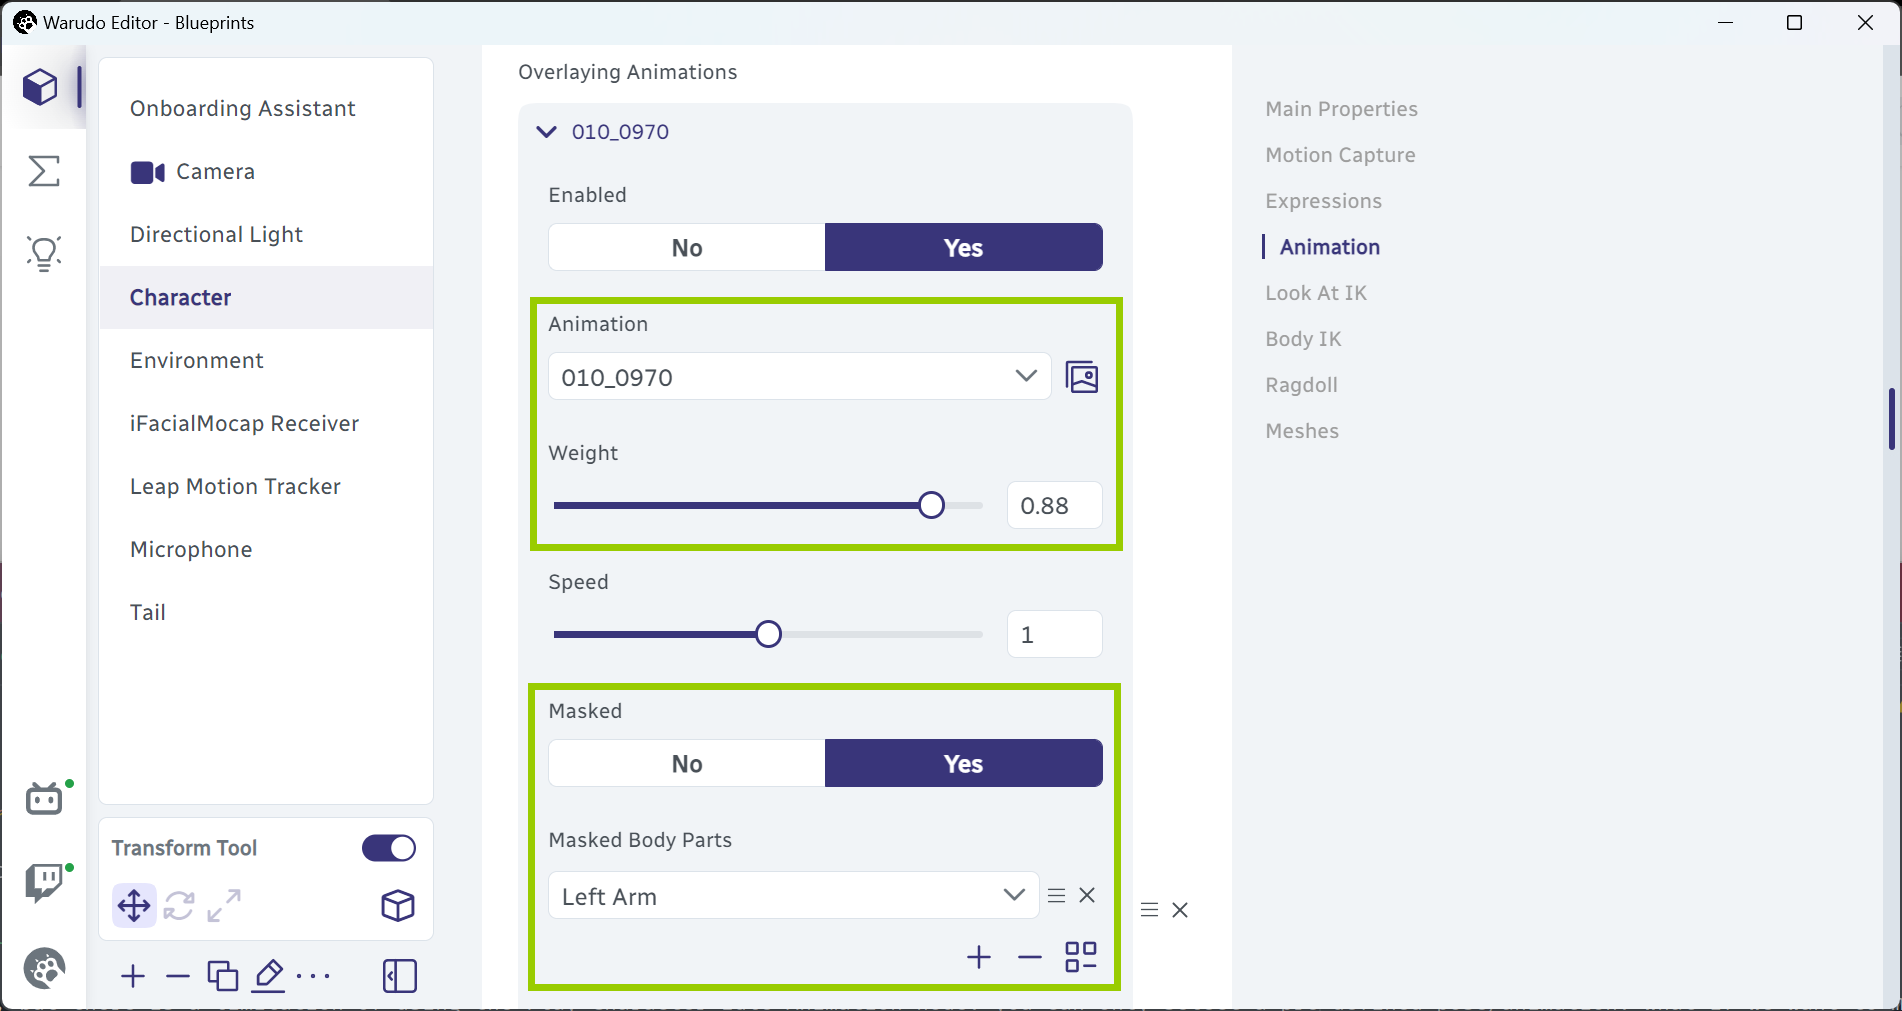 Warudo Editor - Blueprints
Onboarding Assistant
Camera
Directional Light
Character
Environment
iFacialMocap Receiver
Leap Motion Tracker
Microphone
Tail
Transform Tool
Overlaying Animations
010_0970
Enabled
No Yes
Animation
010_0970
Weight
0.88
Speed
1
Masked
No Yes
Masked Body Parts
Left Arm
Main Properties
Motion Capture
Expressions
Animation
Look At IK
Body IK
Ragdoll
Meshes